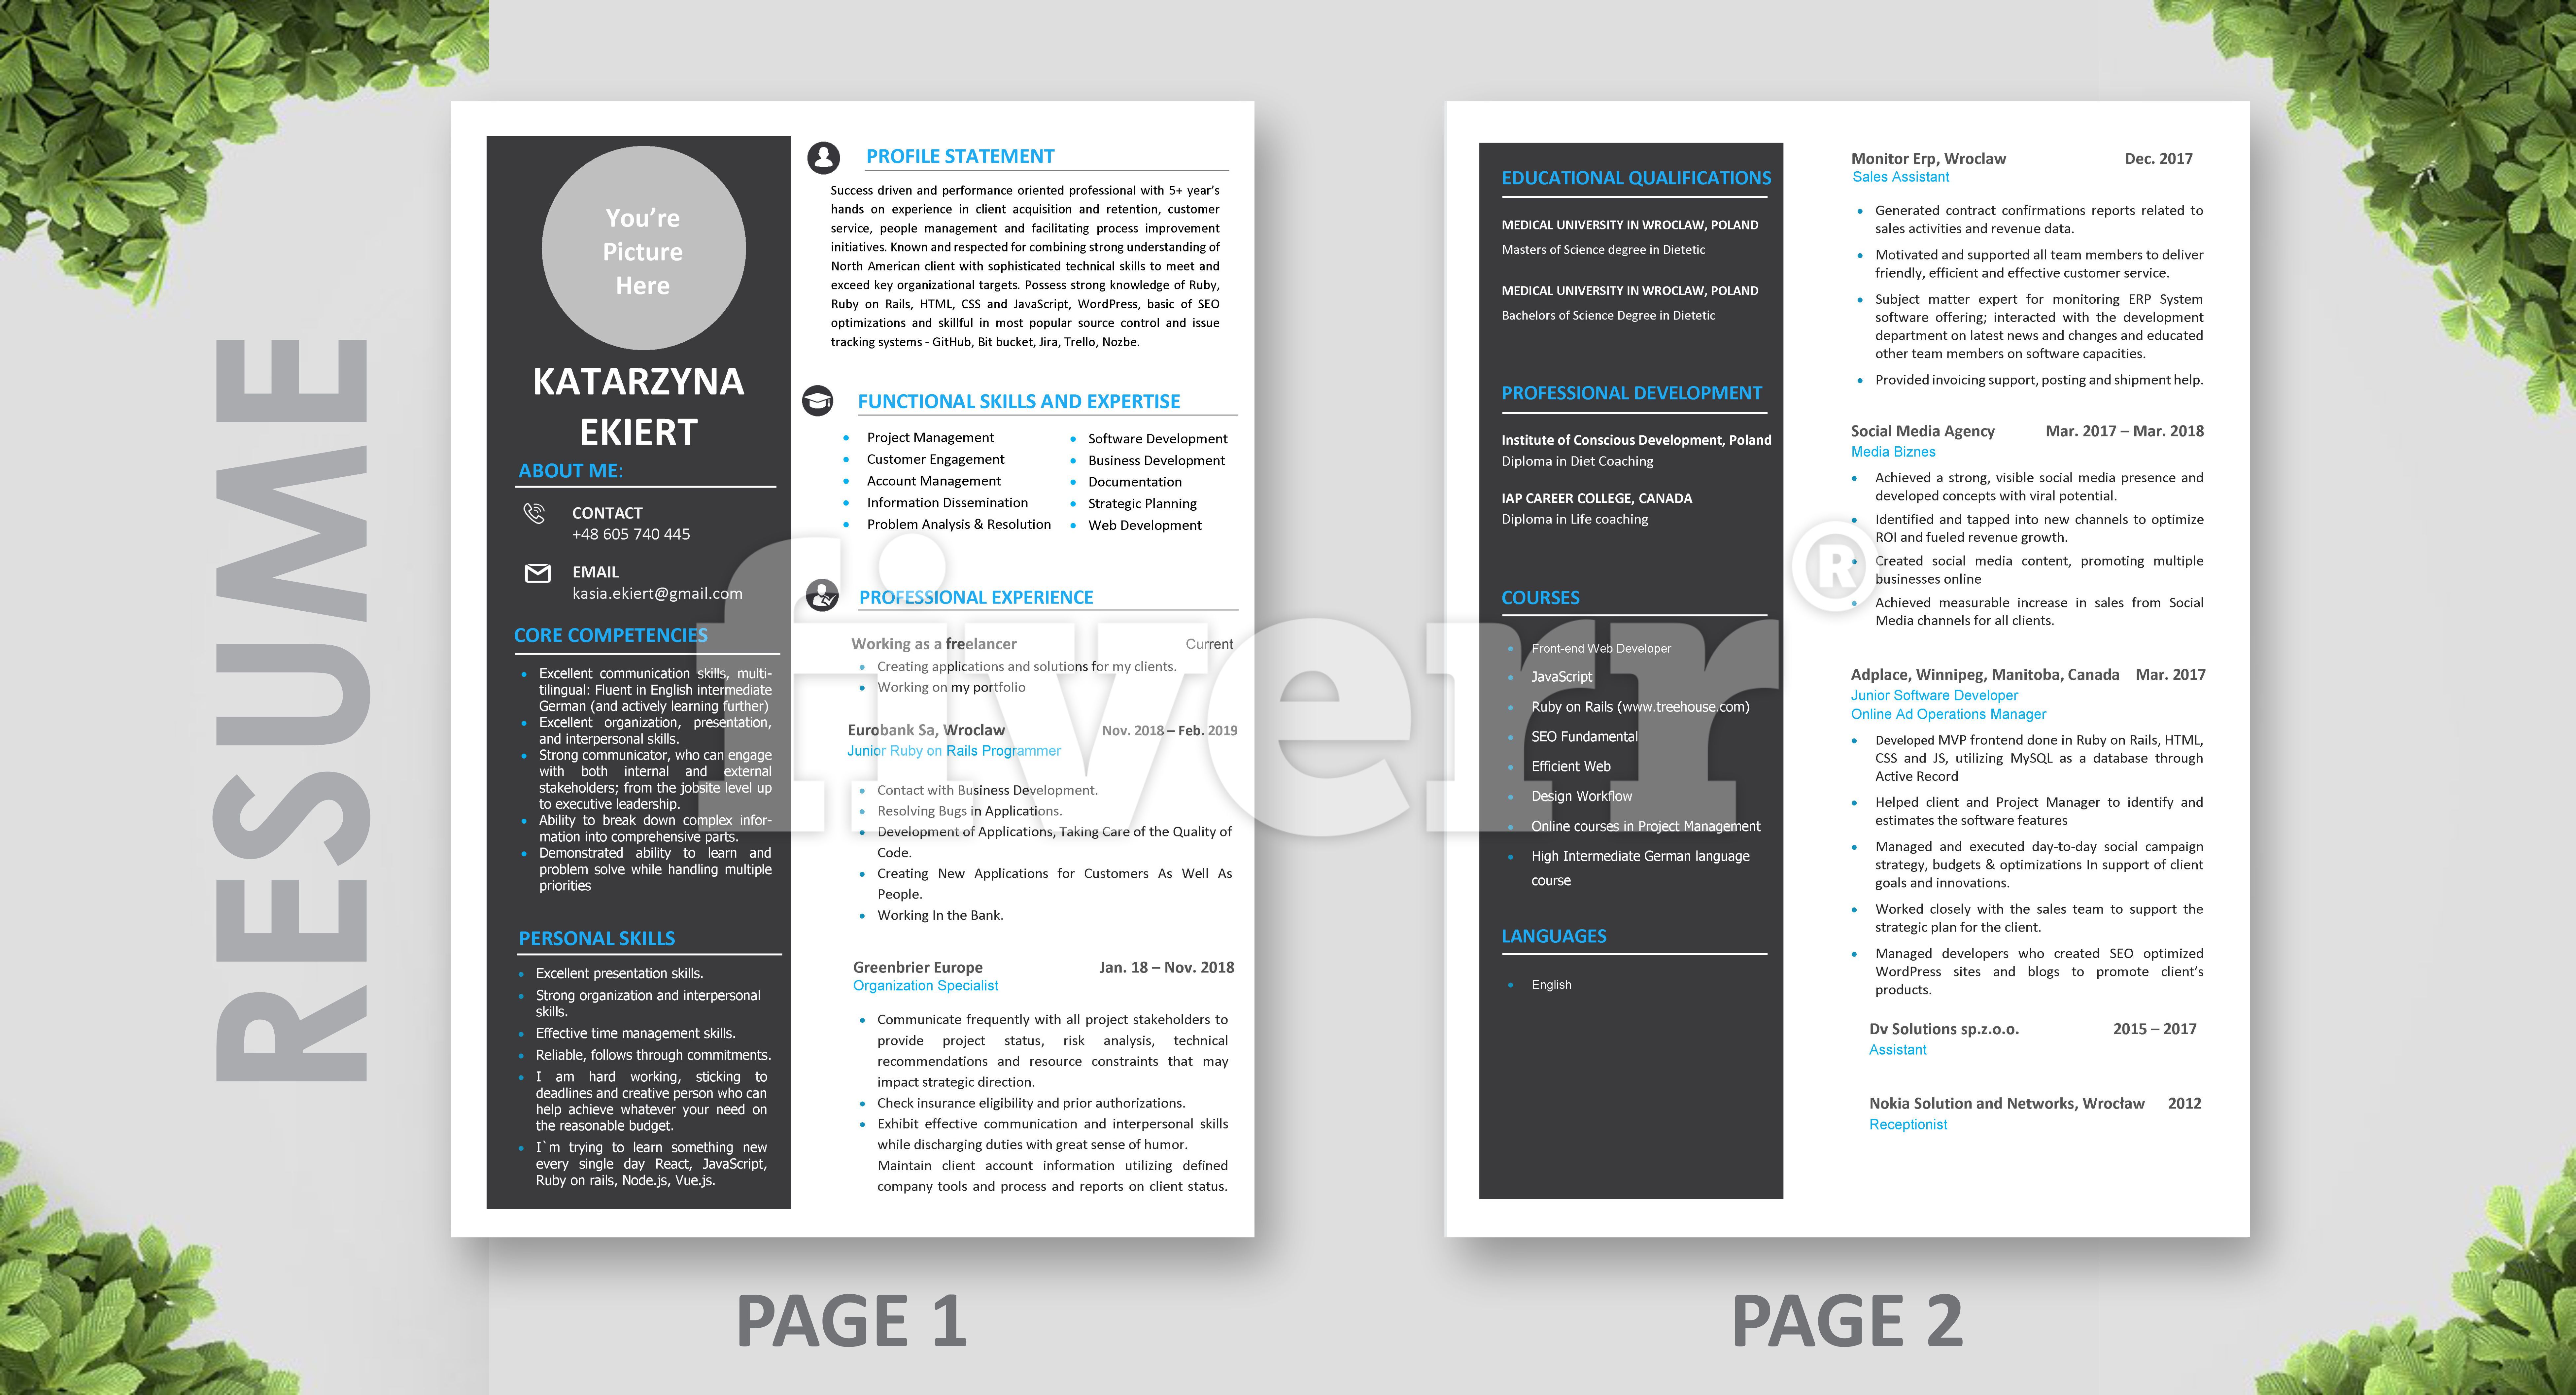 RESUME
You're
Picture
Here
KATARZYNA
EKIERT
ABOUT ME:
CONTACT
+48 605 740 445
EMAIL
kasia.ekiert@gmail.com
CORE COMPETENCIES
Excellent communication skills, multi-
tilingual: Fluent in English intermediate
German (and actively learning further)
Excellent organization, presentation,
and interpersonal skills.
Strong communicator, who can engage
with both internal and external
stakeholders; from the jobsite level up
to executive leadership.
Ability to break down complex infor-
mation into comprehensive parts.
Demonstrated ability to learn and
problem solve while handling multiple
priorities
PERSONAL SKILLS
Excellent presentation skills.
Strong organization and interpersonal
skills.
Effective time management skills.
Reliable, follows through commitments.
I am hard working, sticking to
deadlines and creative person who can
help achieve whatever your need on
the reasonable budget.
I`m trying to learn something new
every single day React, JavaScript,
Ruby on rails, Node.js, Vue.js.
PROFILE STATEMENT
Success driven and performance oriented professional with 5+ year's
hands on experience in client acquisition and retention, customer
service, people management and facilitating process improvement
initiatives. Known and respected for combining strong understanding of
North American client with sophisticated technical skills to meet and
exceed key organizational targets. Possess strong knowledge of Ruby,
Ruby on Rails, HTML, CSS and JavaScript, WordPress, basic of SEO
optimizations and skillful in most popular source control and issue
tracking systems - GitHub, Bit bucket, Jira, Trello, Nozbe.
FUNCTIONAL SKILLS AND EXPERTISE
Project Management
Customer Engagement
Account Management
Information Dissemination
Problem Analysis & Resolution
Software Development
Business Development
Documentation
Strategic Planning
Web Development
PROFESSIONAL EXPERIENCE
Working as a freelancer Current
Creating applications and solutions for my clients.
Working on my portfolio
Eurobank Sa, Wroclaw Nov. 2018 – Feb. 2019
Junior Ruby on Rails Programmer
Contact with Business Development.
Resolving Bugs in Applications.
Development of Applications, Taking Care of the Quality of
Code.
Creating New Applications for Customers As Well As
People.
Working In the Bank.
Greenbrier Europe Jan. 18 – Nov. 2018
Organization Specialist
Communicate frequently with all project stakeholders to
provide project status, risk analysis, technical
recommendations and resource constraints that may
impact strategic direction.
Check insurance eligibility and prior authorizations.
Exhibit effective communication and interpersonal skills
while discharging duties with great sense of humor.
Maintain client account information utilizing defined
company tools and process and reports on client status.
PAGE 1
fiverr®
EDUCATIONAL QUALIFICATIONS
MEDICAL UNIVERSITY IN WROCLAW, POLAND
Masters of Science degree in Dietetic
MEDICAL UNIVERSITY IN WROCLAW, POLAND
Bachelors of Science Degree in Dietetic
PROFESSIONAL DEVELOPMENT
Institute of Conscious Development, Poland
Diploma in Diet Coaching
IAP CAREER COLLEGE, CANADA
Diploma in Life coaching
COURSES
Front-end Web Developer
JavaScript
Ruby on Rails (www.treehouse.com)
SEO Fundamental
Efficient Web
Design Workflow
Online courses in Project Management
High Intermediate German language
course
LANGUAGES
English
Monitor Erp, Wroclaw Dec. 2017
Sales Assistant
Generated contract confirmations reports related to
sales activities and revenue data.
Motivated and supported all team members to deliver
friendly, efficient and effective customer service.
Subject matter expert for monitoring ERP System
software offering; interacted with the development
department on latest news and changes and educated
other team members on software capacities.
Provided invoicing support, posting and shipment help.
Social Media Agency Mar. 2017 – Mar. 2018
Media Biznes
Achieved a strong, visible social media presence and
developed concepts with viral potential.
Identified and tapped into new channels to optimize
ROI and fueled revenue growth.
Created social media content, promoting multiple
businesses online
Achieved measurable increase in sales from Social
Media channels for all clients.
Adplace, Winnipeg, Manitoba, Canada Mar. 2017
Junior Software Developer
Online Ad Operations Manager
Developed MVP frontend done in Ruby on Rails, HTML,
CSS and JS, utilizing MySQL as a database through
Active Record
Helped client and Project Manager to identify and
estimates the software features
Managed and executed day-to-day social campaign
strategy, budgets & optimizations In support of client
goals and innovations.
Worked closely with the sales team to support the
strategic plan for the client.
Managed developers who created SEO optimized
WordPress sites and blogs to promote client's
products.
Dv Solutions sp.z.o.o. 2015 – 2017
Assistant
Nokia Solution and Networks, Wrocław 2012
Receptionist
PAGE 2